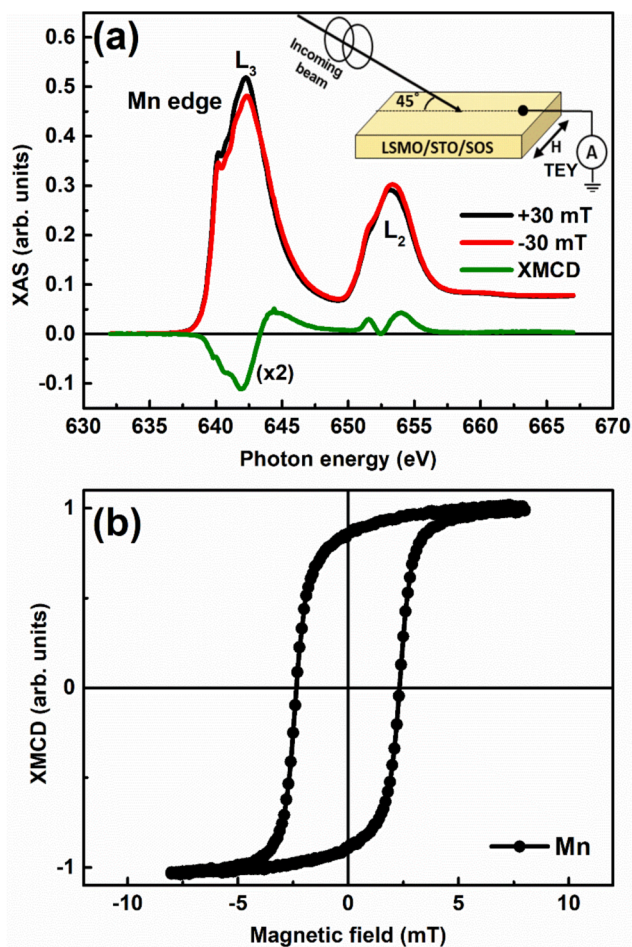 (a)
0.6
0.5
0.4
0.3
0.2
0.1
0.0
-0.1
XAS (arb. units)
L3
Mn edge
Incoming
beam
45°
LSMO/STO/SOS
H
TEY
A
+30 mT
-30 mT
XMCD
L2
(x2)
630 635 640 645 650 655 660 665 670
Photon energy (eV)
(b)
1
0
-1
XMCD (arb. units)
Mn
-10 -5 0 5 10
Magnetic field (mT)